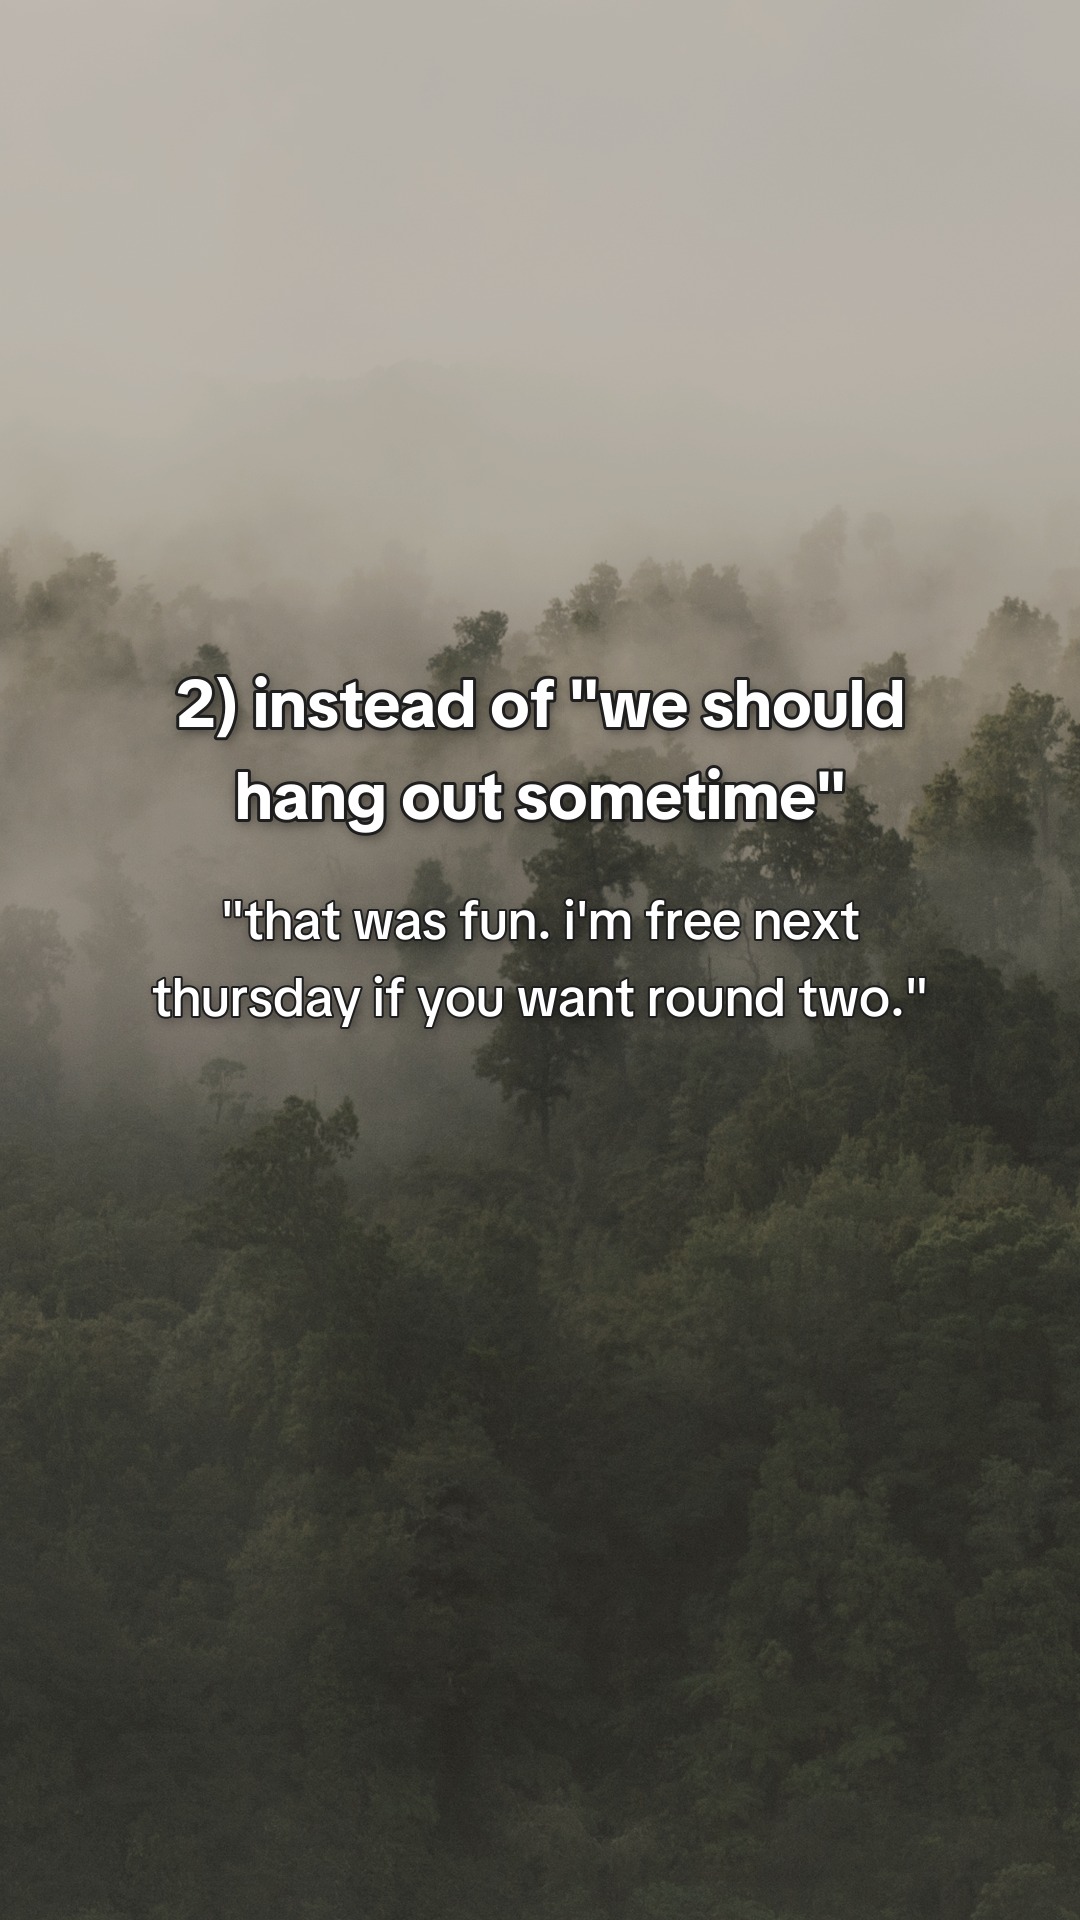 2) instead of "we should
hang out sometime"
"that was fun. i'm free next
thursday if you want round two."